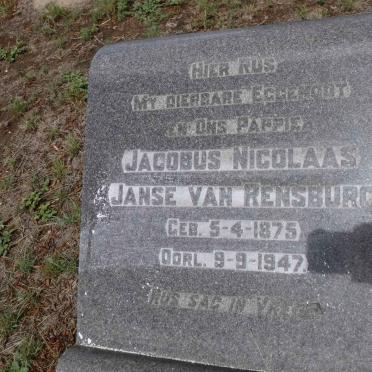 HIER RUS
MY DIERBARE EGGENOOT
EN ONS PAPPIE
JACOBUS NICOLAAS
JANSE VAN RENSBURG
GEB. 5-4-1875
OORL. 9-9-1947.
RUS SAG IN VREDE